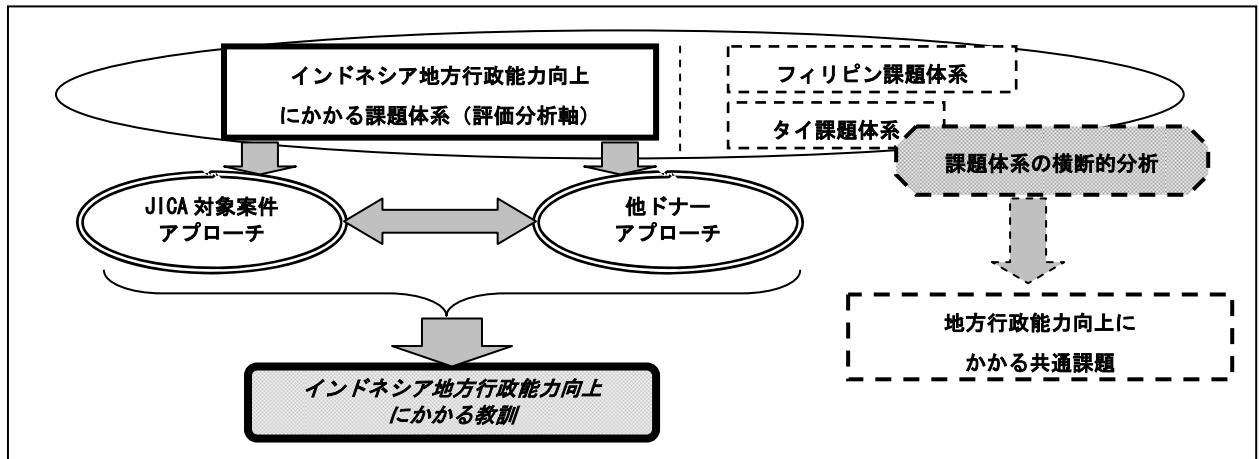 インドネシア地方行政能力向上
にかかる課題体系（評価分析軸）
フィリピン課題体系
タイ課題体系
課題体系の横断的分析
JICA 対象案件
アプローチ
他ドナー
アプローチ
地方行政能力向上に
かかる共通課題
インドネシア地方行政能力向上
にかかる教訓